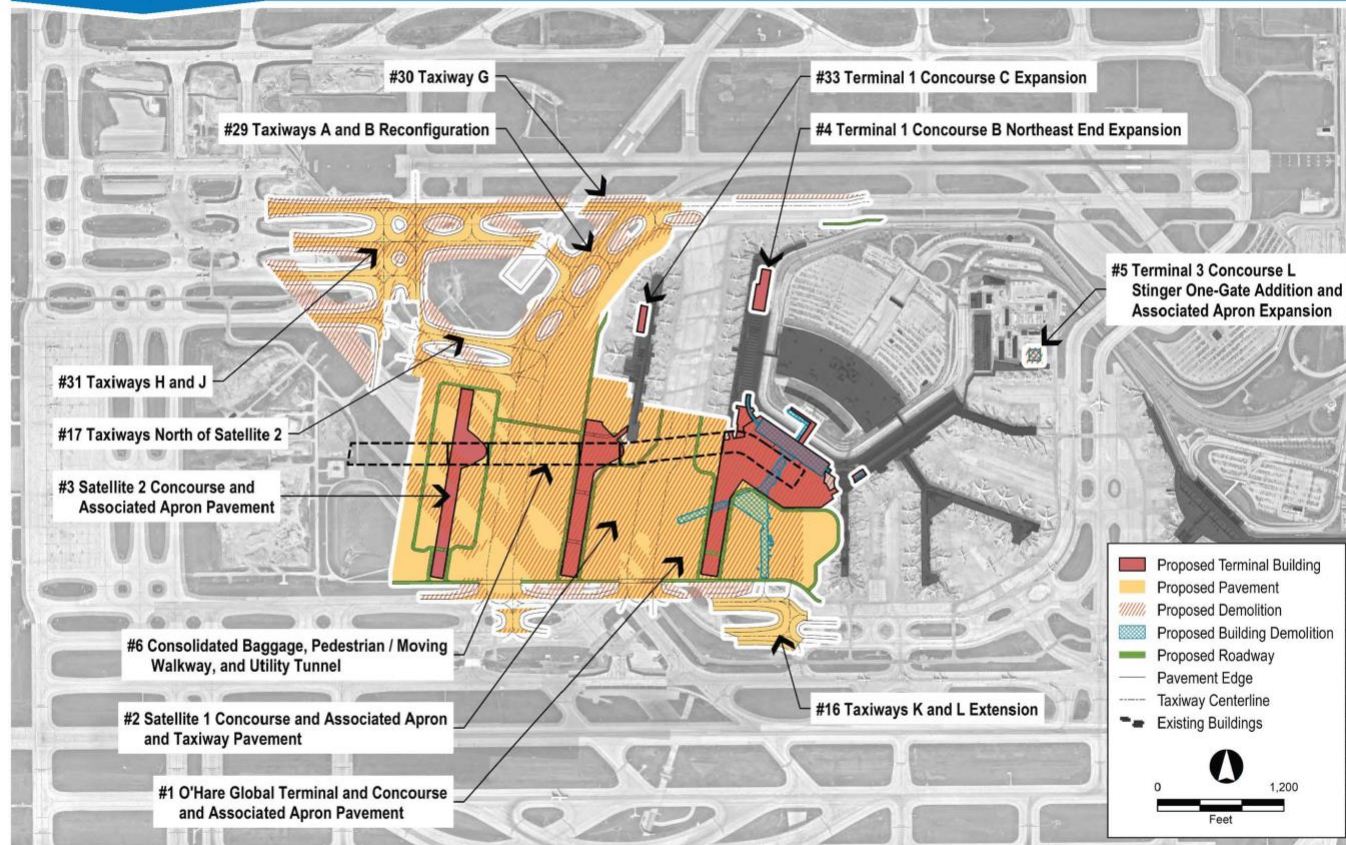 #30 Taxiway G
#33 Terminal 1 Concourse C Expansion
#29 Taxiways A and B Reconfiguration
#4 Terminal 1 Concourse B Northeast End Expansion
#5 Terminal 3 Concourse L
Stinger One-Gate Addition and
Associated Apron Expansion
#31 Taxiways H and J
#17 Taxiways North of Satellite 2
#3 Satellite 2 Concourse and
Associated Apron Pavement
#6 Consolidated Baggage, Pedestrian / Moving
Walkway, and Utility Tunnel
#2 Satellite 1 Concourse and Associated Apron
and Taxiway Pavement
#1 O'Hare Global Terminal and Concourse
and Associated Apron Pavement
#16 Taxiways K and L Extension
Proposed Terminal Building
Proposed Pavement
Proposed Demolition
Proposed Building Demolition
Proposed Roadway
Pavement Edge
Taxiway Centerline
Existing Buildings
0 1,200
Feet